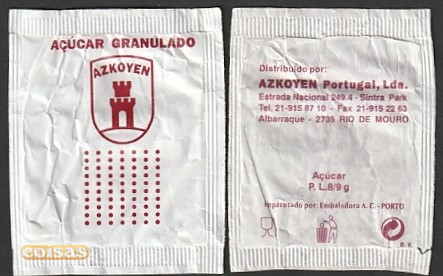 AÇÚCAR GRANULADO
AZKOYEN
coisas
Distribuído por:
AZKOYEN Portugal, Lda.
Estrada Nacional 249.4 - Sintra Park
Tel. 21-915 87 10 - Fax 21-915 22 63
Albarraque - 2735 RIO DE MOURO
Açúcar
P. L. 8/9 g
Empacotado por: Embaladora A. C. - PORTO
B.V.